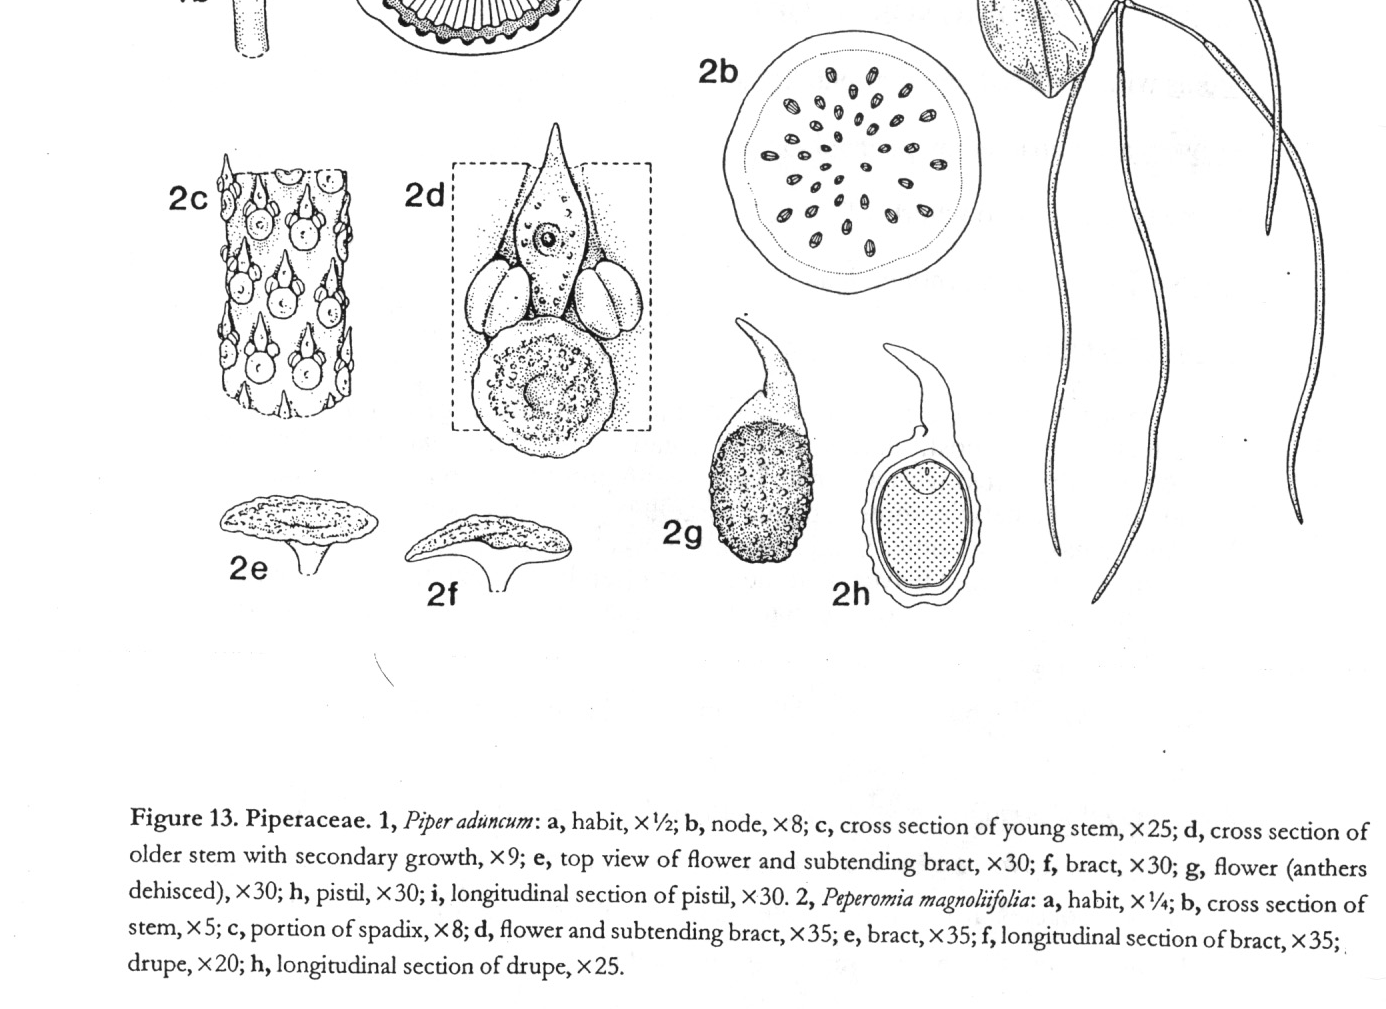 2b
2c
2d
2g
2e
2h
2f
Figure 13. Piperaceae. 1, Piper aduncum: a, habit, ×½; b, node, ×8; c, cross section of young stem, ×25; d, cross section of
older stem with secondary growth, ×9; e, top view of flower and subtending bract, ×30; f, bract, ×30; g, flower (anthers
dehisced), ×30; h, pistil, ×30; i, longitudinal section of pistil, ×30. 2, Peperomia magnoliifolia: a, habit, ×¼; b, cross section of
stem, ×5; c, portion of spadix, ×8; d, flower and subtending bract, ×35; e, bract, ×35; f, longitudinal section of bract, ×35;
drupe, ×20; h, longitudinal section of drupe, ×25.